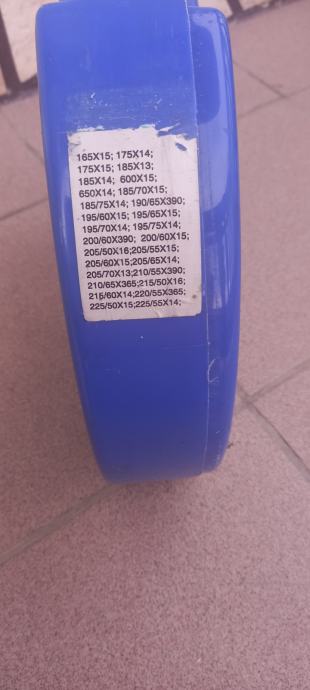 165X15; 175X14;
175X15; 185X13;
185X14; 600X15;
650X14; 185/70X15;
185/75X14; 190/65X390;
195/60X15; 195/65X15;
195/70X14; 195/75X14;
200/60X390; 200/60X15;
205/50X16;205/55X15;
205/60X15;205/65X14;
205/70X13;210/55X390;
210/65X365;215/50X16;
215/60X14;220/55X365;
225/50X15;225/55X14;